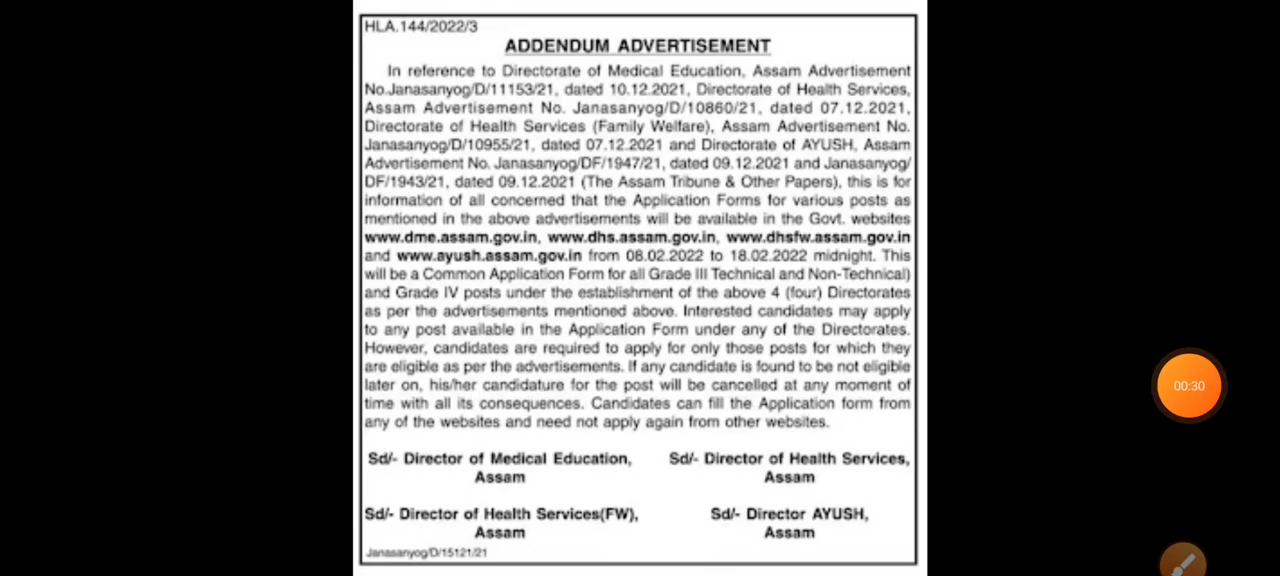 HLA.144/2022/3
ADDENDUM ADVERTISEMENT
In reference to Directorate of Medical Education, Assam Advertisement
No.Janasanyog/D/11153/21, dated 10.12.2021, Directorate of Health Services,
Assam Advertisement No. Janasanyog/D/10860/21, dated 07.12.2021,
Directorate of Health Services (Family Welfare), Assam Advertisement No.
Janasanyog/D/10955/21, dated 07.12.2021 and Directorate of AYUSH, Assam
Advertisement No. Janasanyog/DF/1947/21, dated 09.12.2021 and Janasanyog/
DF/1943/21, dated 09.12.2021 (The Assam Tribune & Other Papers), this is for
information of all concerned that the Application Forms for various posts as
mentioned in the above advertisements will be available in the Govt. websites
www.dme.assam.gov.in, www.dhs.assam.gov.in, www.dhsfw.assam.gov.in
and www.ayush.assam.gov.in from 08.02.2022 to 18.02.2022 midnight. This
will be a Common Application Form for all Grade III Technical and Non-Technical)
and Grade IV posts under the establishment of the above 4 (four) Directorates
as per the advertisements mentioned above. Interested candidates may apply
to any post available in the Application Form under any of the Directorates.
However, candidates are required to apply for only those posts for which they
are eligible as per the advertisements. If any candidate is found to be not eligible
later on, his/her candidature for the post will be cancelled at any moment of
time with all its consequences. Candidates can fill the Application form from
any of the websites and need not apply again from other websites.
Sd/- Director of Medical Education, Assam
Sd/- Director of Health Services, Assam
Sd/- Director of Health Services(FW), Assam
Sd/- Director AYUSH, Assam
Janasanyog/D/15121/21
00:30